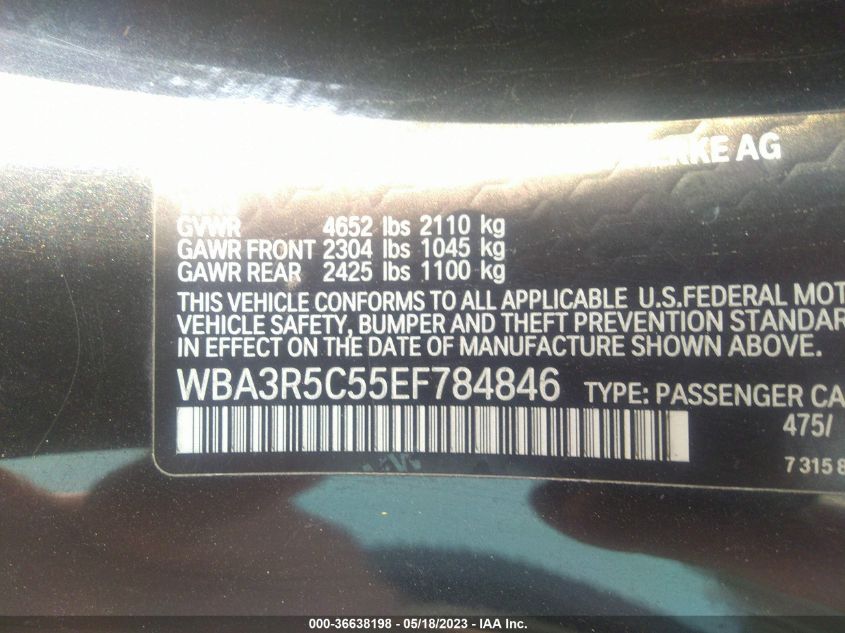 AG
GVWR 4652 lbs 2110 kg
GAWR FRONT 2304 lbs 1045 kg
GAWR REAR 2425 lbs 1100 kg
THIS VEHICLE CONFORMS TO ALL APPLICABLE U.S.FEDERAL MOT
VEHICLE SAFETY, BUMPER AND THEFT PREVENTION STANDAR
IN EFFECT ON THE DATE OF MANUFACTURE SHOWN ABOVE.
WBA3R5C55EF784846 TYPE: PASSENGER CA
475/
7 315 8
000-36638198 - 05/18/2023 - © IAA, Inc.